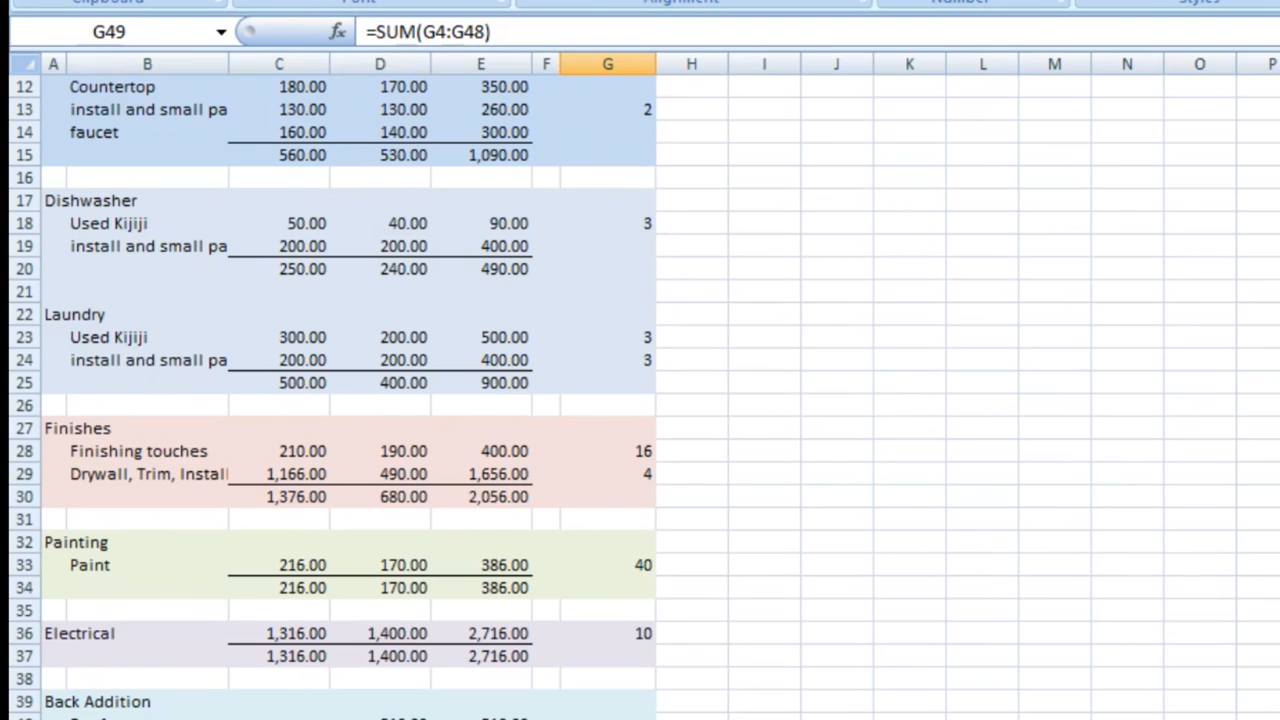 Clipboard Font Alignment Number Styles
G49 fx =SUM(G4:G48)
A B C D E F G H I J K L M N O P
12 Countertop 180.00 170.00 350.00
13 install and small pa 130.00 130.00 260.00 2
14 faucet 160.00 140.00 300.00
15 560.00 530.00 1,090.00
16
17 Dishwasher
18 Used Kijiji 50.00 40.00 90.00 3
19 install and small pa 200.00 200.00 400.00
20 250.00 240.00 490.00
21
22 Laundry
23 Used Kijiji 300.00 200.00 500.00 3
24 install and small pa 200.00 200.00 400.00 3
25 500.00 400.00 900.00
26
27 Finishes
28 Finishing touches 210.00 190.00 400.00 16
29 Drywall, Trim, Install 1,166.00 490.00 1,656.00 4
30 1,376.00 680.00 2,056.00
31
32 Painting
33 Paint 216.00 170.00 386.00 40
34 216.00 170.00 386.00
35
36 Electrical 1,316.00 1,400.00 2,716.00 10
37 1,316.00 1,400.00 2,716.00
38
39 Back Addition